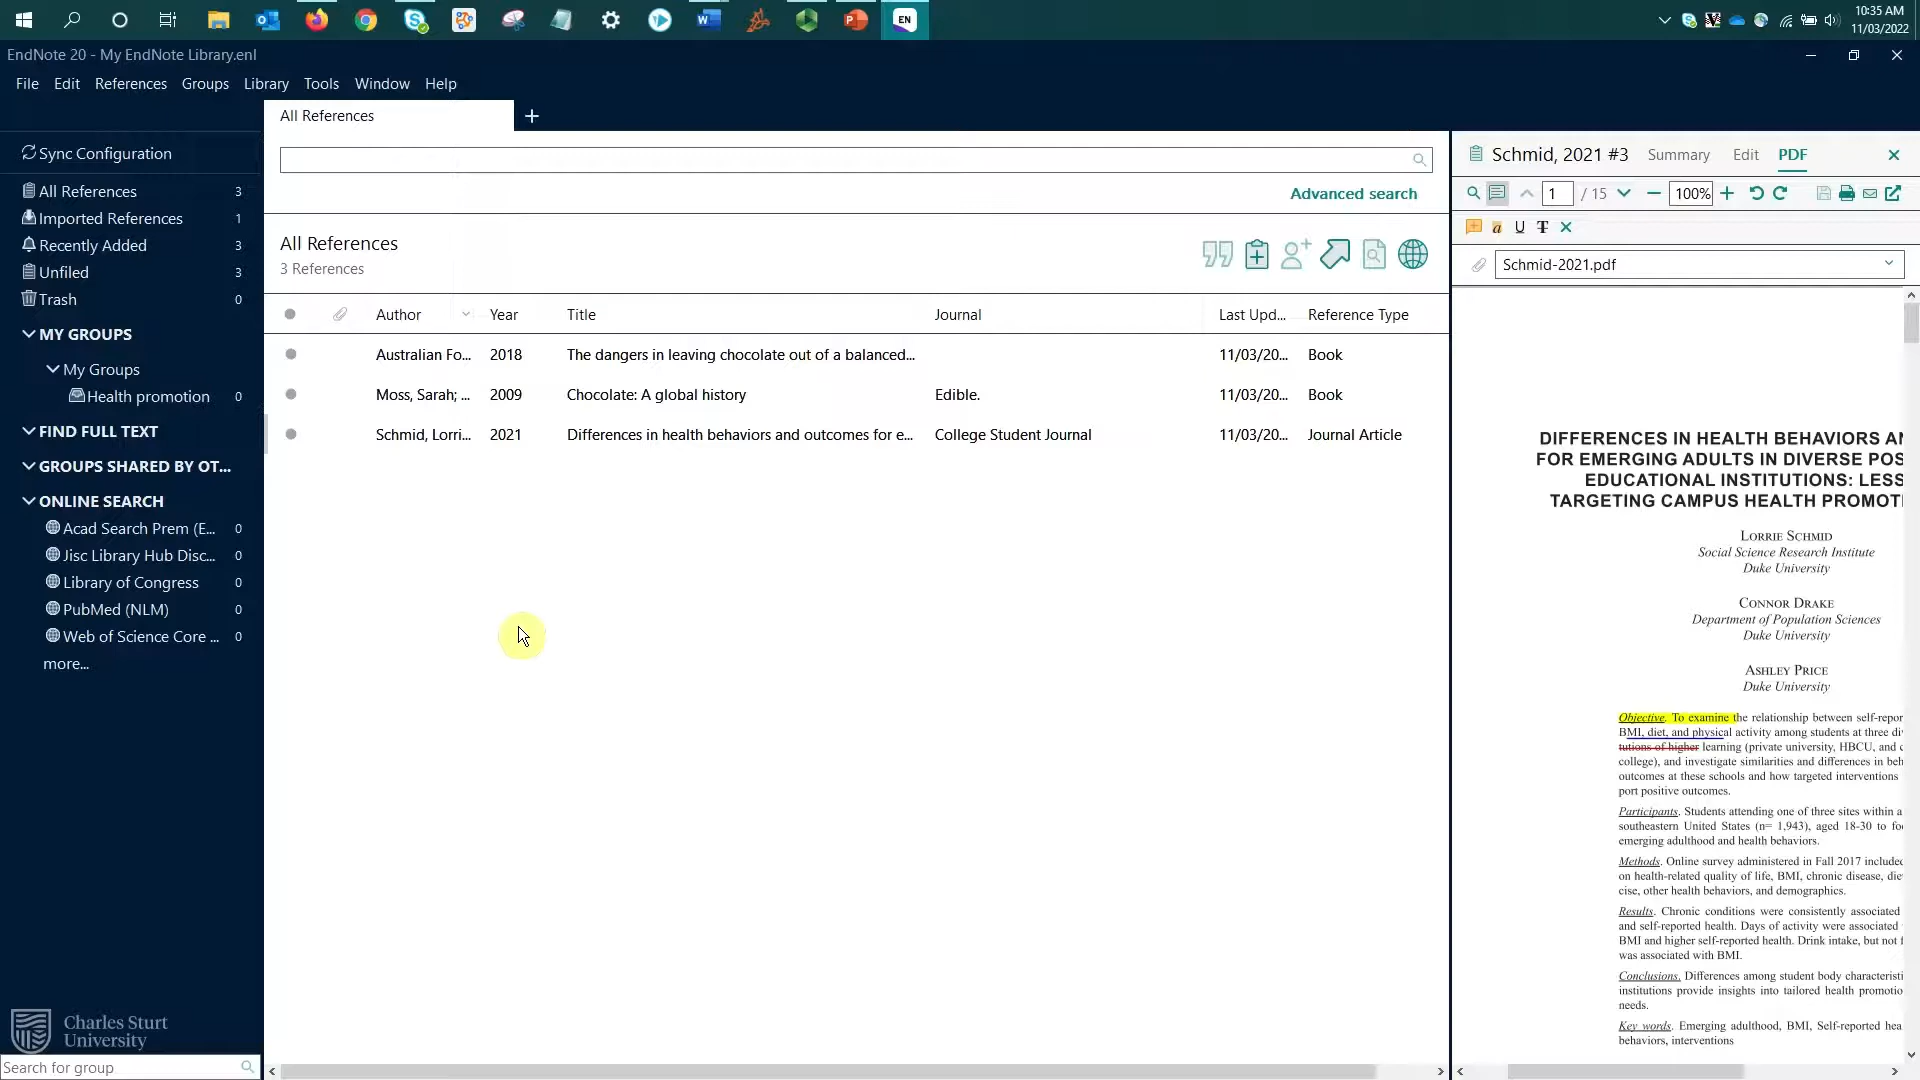 10:35 AM
11/03/2022
EndNote 20 - My EndNote Library.enl
File Edit References Groups Library Tools Window Help
Sync Configuration
All References 3
Imported References 1
Recently Added 3
Unfiled 3
Trash 0
MY GROUPS
My Groups
Health promotion 0
FIND FULL TEXT
GROUPS SHARED BY OT...
ONLINE SEARCH
Acad Search Prem (E... 0
Jisc Library Hub Disc... 0
Library of Congress 0
PubMed (NLM) 0
Web of Science Core ... 0
more...
Charles Sturt
University
Search for group
All References
Advanced search
All References
3 References
Author Year Title Journal Last Upd... Reference Type
Australian Fo... 2018 The dangers in leaving chocolate out of a balanced... 11/03/20... Book
Moss, Sarah; ... 2009 Chocolate: A global history Edible. 11/03/20... Book
Schmid, Lorri... 2021 Differences in health behaviors and outcomes for e... College Student Journal 11/03/20... Journal Article
Schmid, 2021 #3 Summary Edit PDF
1 / 15 100%
Schmid-2021.pdf
DIFFERENCES IN HEALTH BEHAVIORS AN
FOR EMERGING ADULTS IN DIVERSE POS
EDUCATIONAL INSTITUTIONS: LESS
TARGETING CAMPUS HEALTH PROMOTI
Lorrie Schmid
Social Science Research Institute
Duke University
Connor Drake
Department of Population Sciences
Duke University
Ashley Price
Duke University
Objective. To examine the relationship between self-repor
BMI, diet, and physical activity among students at three di
tutions of higher learning (private university, HBCU, and c
college), and investigate similarities and differences in beh
outcomes at these schools and how targeted interventions
port positive outcomes.
Participants. Students attending one of three sites within a
southeastern United States (n= 1,943), aged 18-30 to fo
emerging adulthood and health behaviors.
Methods. Online survey administered in Fall 2017 included
on health-related quality of life, BMI, chronic disease, die
cise, other health behaviors, and demographics.
Results. Chronic conditions were consistently associated
and self-reported health. Days of activity were associated
BMI and higher self-reported health. Drink intake, but not f
was associated with BMI.
Conclusions. Differences among student body characteristi
institutions provide insights into tailored health promotio
needs.
Key words. Emerging adulthood, BMI, Self-reported hea
behaviors, interventions